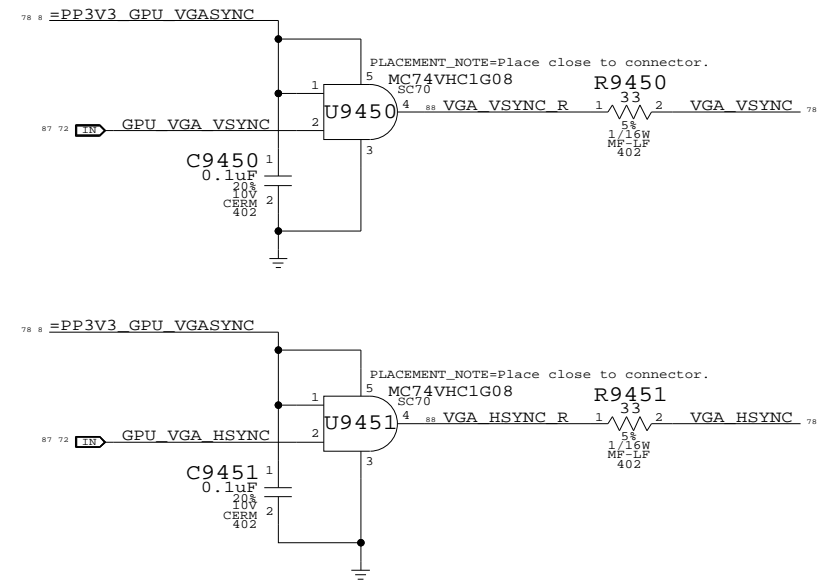 78 8 =PP3V3_GPU_VGASYNC
PLACEMENT_NOTE=Place close to connector.
5 MC74VHC1G08
SC70
R9450
33
1 U9450 4 88 VGA_VSYNC_R 1 2 VGA_VSYNC 78
87 72 IN GPU_VGA_VSYNC 2
5%
1/16W
MF-LF
402
3
C9450 1
0.1uF
20%
10V
CERM 2
402
78 8 =PP3V3_GPU_VGASYNC
PLACEMENT_NOTE=Place close to connector.
5 MC74VHC1G08
SC70
R9451
33
1 U9451 4 88 VGA_HSYNC_R 1 2 VGA_HSYNC 78
87 72 IN GPU_VGA_HSYNC 2
5%
1/16W
MF-LF
402
3
C9451 1
0.1uF
20%
10V
CERM 2
402